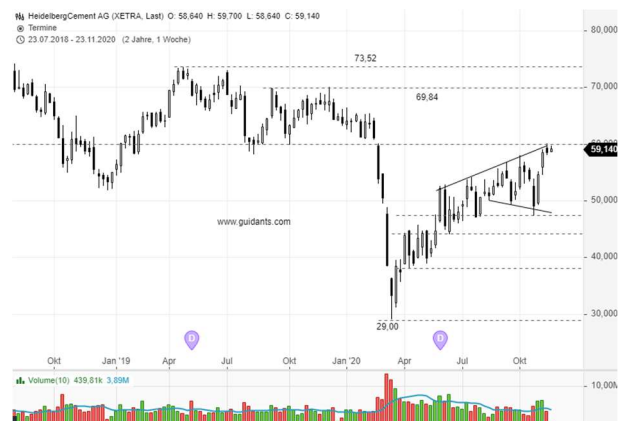 HeidelbergCement AG (XETRA, Last) O: 58,640 H: 59,700 L: 58,640 C: 59,140
Termine
23.07.2018 - 23.11.2020 (2 Jahre, 1 Woche)
80,000
73,52
70,000
69,84
60,000
59,140
50,000
www.guidants.com
40,000
30,000
29,00
D
D
Okt Jan '19 Apr Jul Okt Jan '20 Apr Jul Okt
Volume(10) 439,81k 3,89M
10,00M